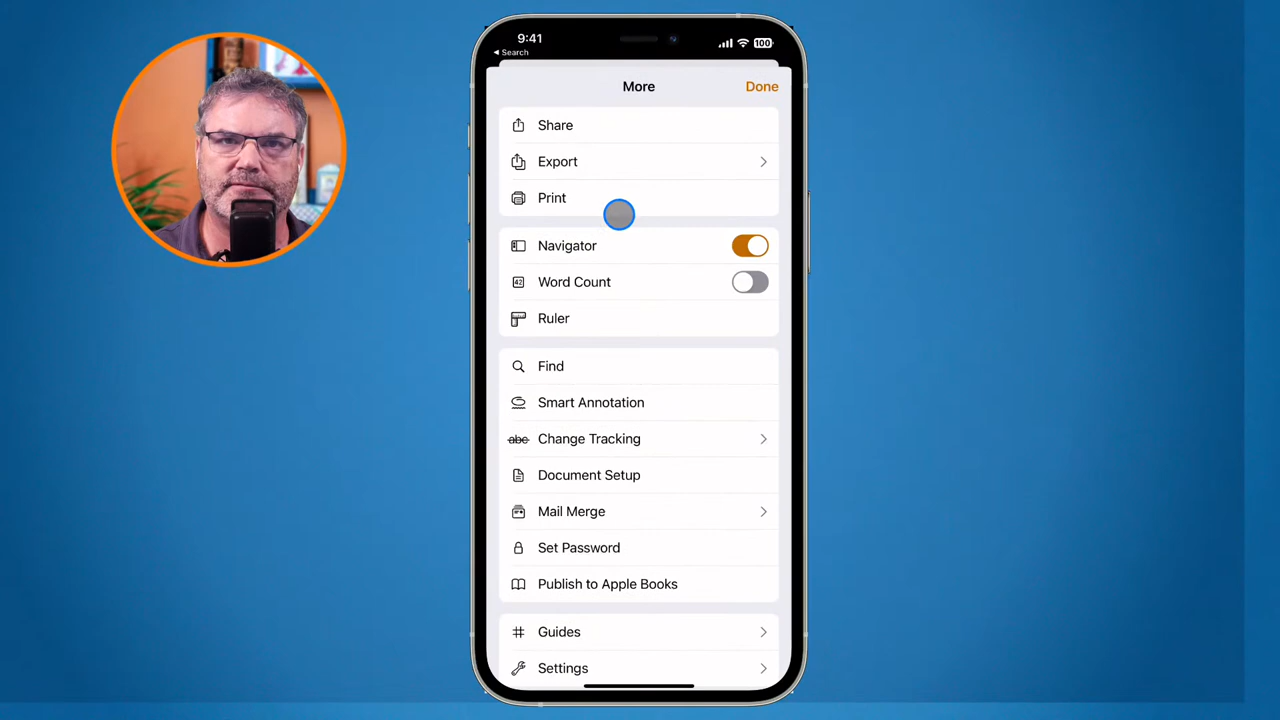 9:41
100
Search
More
Done
Share
Export
Print
Navigator
42 Word Count
Ruler
Find
Smart Annotation
abc Change Tracking
Document Setup
Mail Merge
Set Password
Publish to Apple Books
Guides
Settings